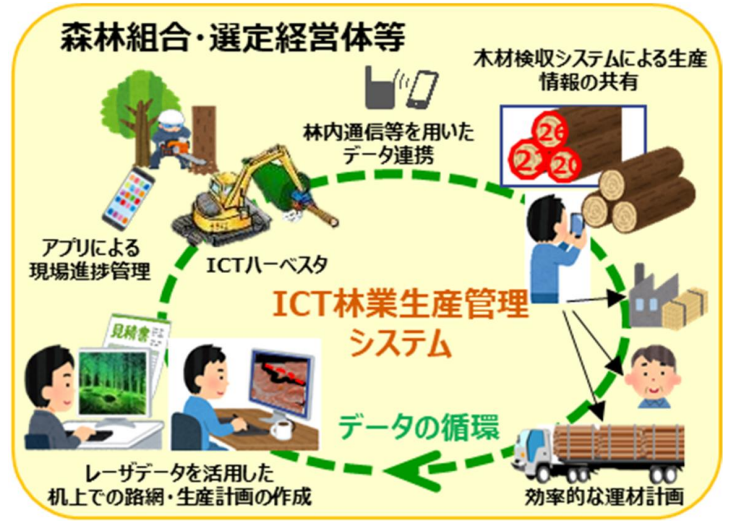 森林組合・選定経営体等
木材検収システムによる生産
情報の共有
林内通信等を用いた
データ連携
26
20
アプリによる
現場進捗管理
ICTハーベスタ
ICT林業生産管理
システム
見積書
データの循環
レーザデータを活用した
机上での路網・生産計画の作成
効率的な運材計画